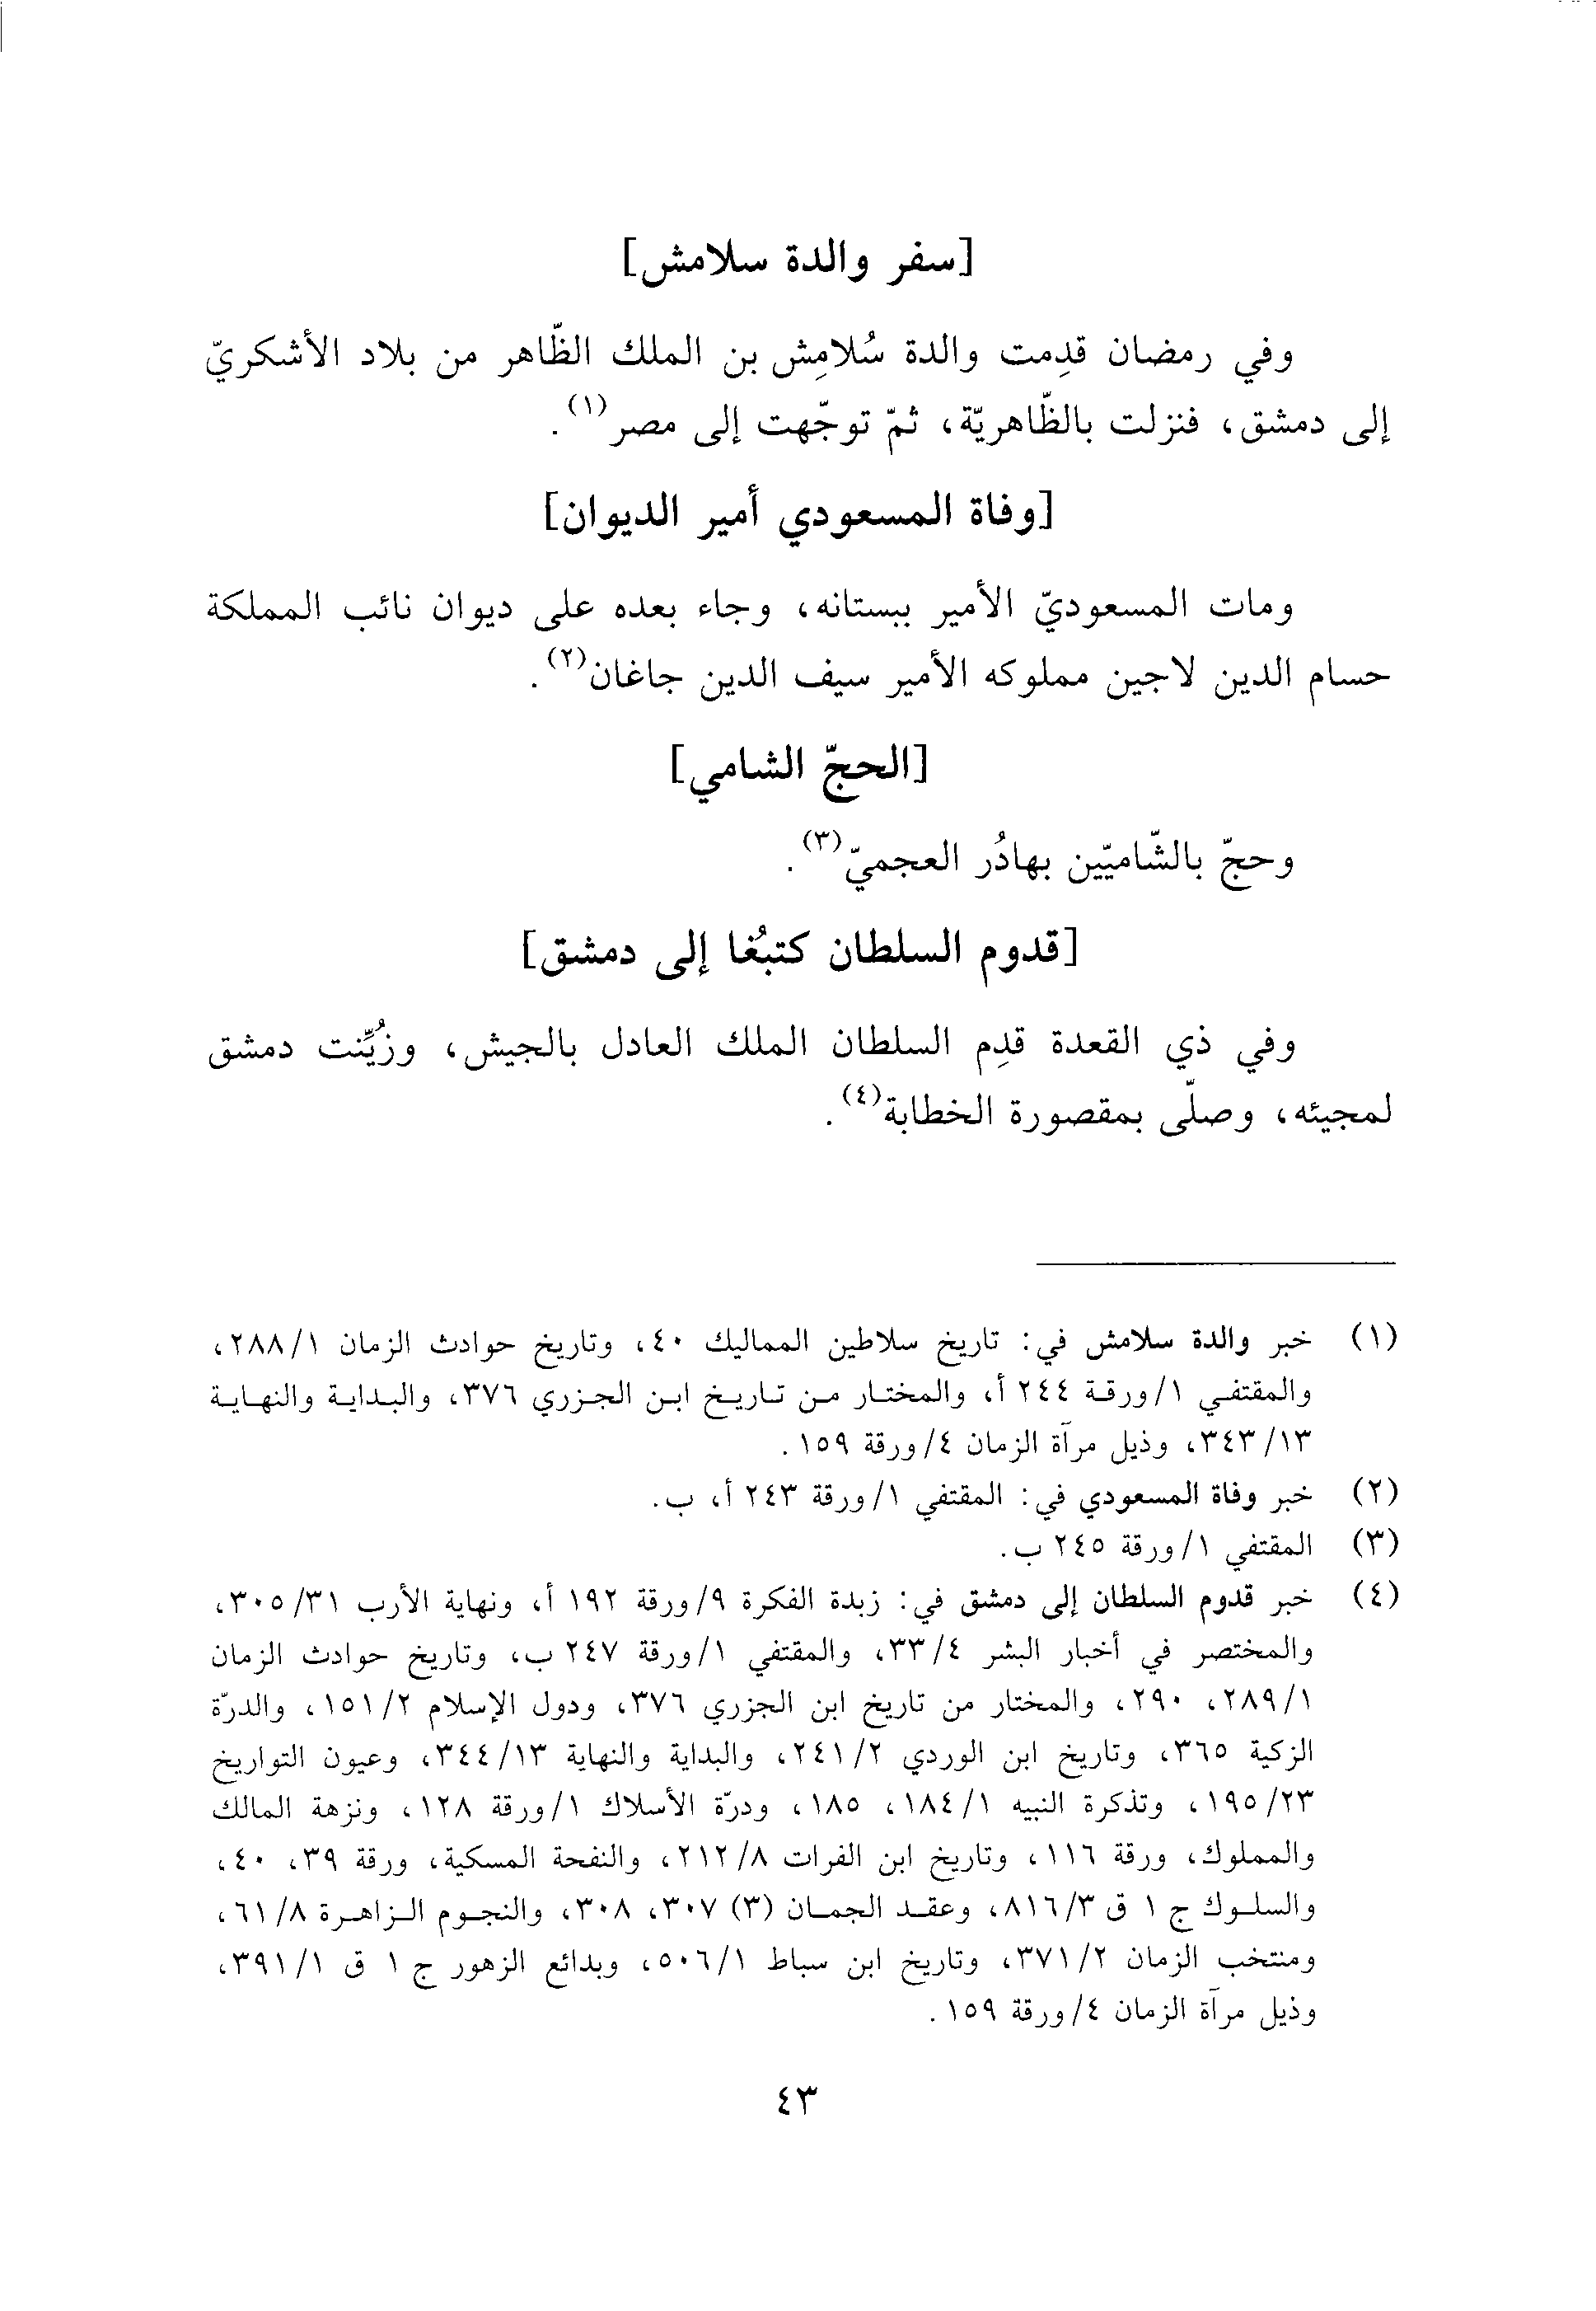 [سفر والدة سلامش]
وفي رمضان قدِمت والدة سُلامِش بن الملك الظّاهر من بلاد الأشكريّ
إلى دمشق، فنزلت بالظّاهريّة، ثمّ توجّهت إلى مصر(١).
[وفاة المسعودي أمير الديوان]
ومات المسعوديّ الأمير ببستانه، وجاء بعده على ديوان نائب المملكة
حسام الدين لاجين مملوكه الأمير سيف الدين جاغان(٢).
[الحجّ الشامي]
وحجّ بالشّاميّين بهادُر العجميّ(٣).
[قدوم السلطان كتبُغا إلى دمشق]
وفي ذي القعدة قدِم السلطان الملك العادل بالجيش، وزُيِّنت دمشق
لمجيئه، وصلّى بمقصورة الخطابة(٤).
(١) خبر والدة سلامش في: تاريخ سلاطين المماليك ٤٠، وتاريخ حوادث الزمان ٢٨٨/١،
والمقتفي ١/ورقة ٢٤٤ أ، والمختار من تاريخ ابن الجزري ٣٧٦، والبداية والنهاية
٣٤٣/١٣، وذيل مرآة الزمان ٤/ورقة ١٥٩.
(٢) خبر وفاة المسعودي في: المقتفي ١/ورقة ٢٤٣ أ، ب.
(٣) المقتفي ١/ورقة ٢٤٥ ب.
(٤) خبر قدوم السلطان إلى دمشق في: زبدة الفكرة ٩/ورقة ١٩٢ أ، ونهاية الأرب ٣٠٥/٣١،
والمختصر في أخبار البشر ٣٣/٤، والمقتفي ١/ورقة ٢٤٧ ب، وتاريخ حوادث الزمان
٢٨٩/١، ٢٩٠، والمختار من تاريخ ابن الجزري ٣٧٦، ودول الإسلام ١٥١/٢، والدرّة
الزكية ٣٦٥، وتاريخ ابن الوردي ٢٤١/٢، والبداية والنهاية ٣٤٤/١٣، وعيون التواريخ
١٩٥/٢٣، وتذكرة النبيه ١٨٤/١، ١٨٥، ودرّة الأسلاك ١/ورقة ١٢٨، ونزهة المالك
والمملوك، ورقة ١١٦، وتاريخ ابن الفرات ٢١٢/٨، والنفحة المسكية، ورقة ٣٩، ٤٠،
والسلوك ج ١ ق ٨١٦/٣، وعقد الجمان (٣) ٣٠٧، ٣٠٨، والنجوم الزاهرة ٦١/٨،
ومنتخب الزمان ٣٧١/٢، وتاريخ ابن سباط ٥٠٦/١، وبدائع الزهور ج ١ ق ٣٩١/١،
وذيل مرآة الزمان ٤/ورقة ١٥٩.
٤٣